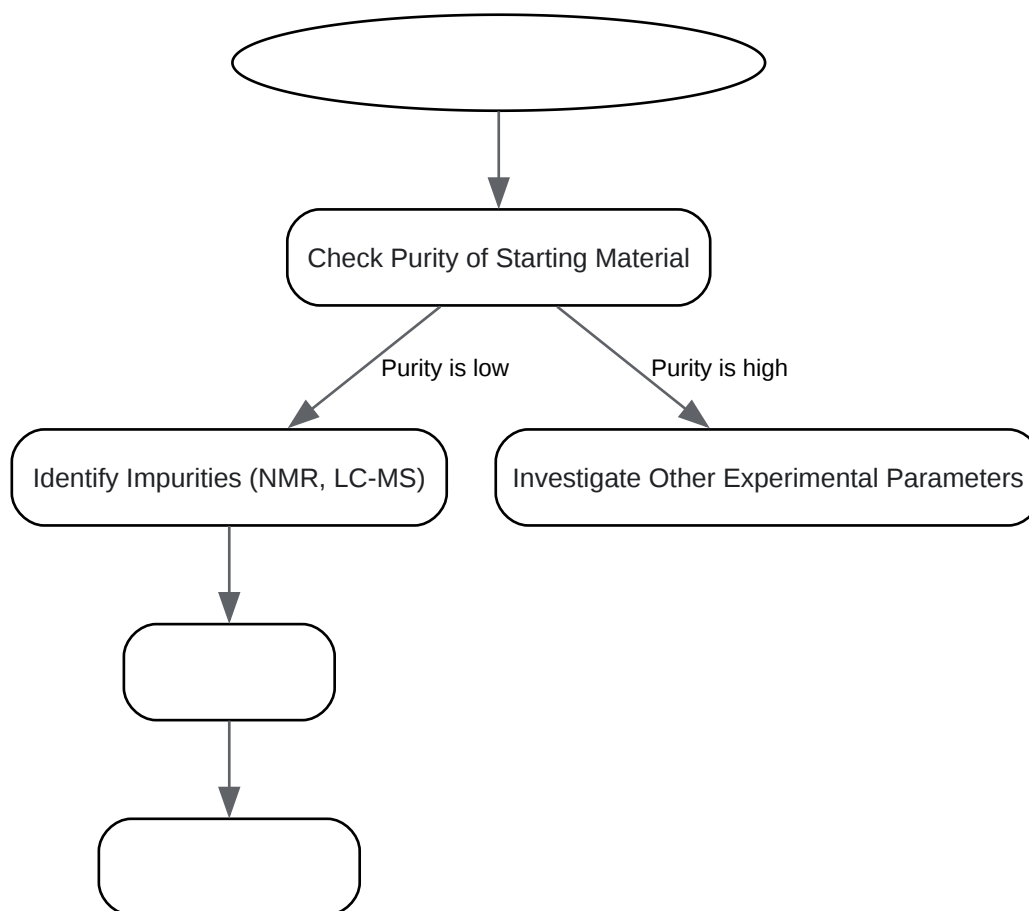 Check Purity of Starting Material
Purity is low
Purity is high
Identify Impurities (NMR, LC-MS)
Investigate Other Experimental Parameters